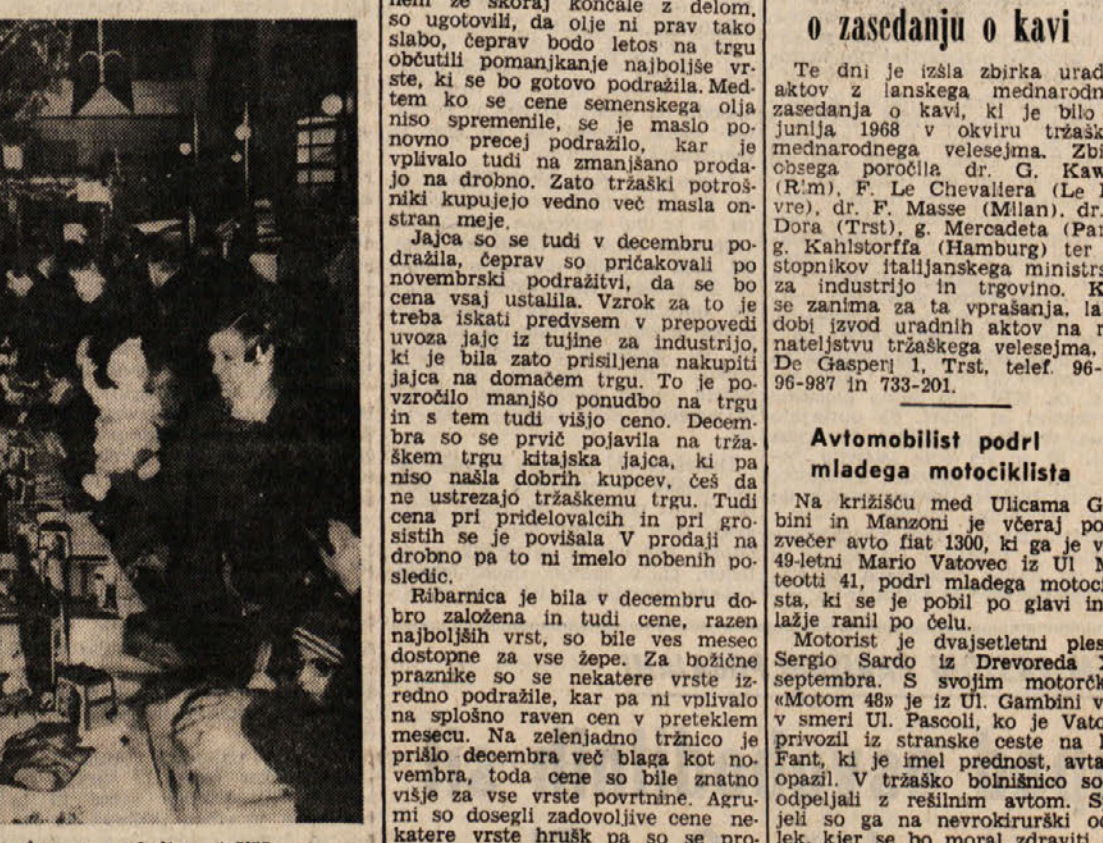 so ugotovili, da olje ni prav tako
slabo, čeprav bodo letos na trgu
občutili pomanjkanje najboljše vr-
ste, ki se bo gotovo podražila. Med-
tem ko se cene semenskega olja
niso spremenile, se je maslo po-
novno precej podražilo, kar je
vplivalo tudi na zmanjšano proda-
jo na drobno. Zato tržaški potroš-
niki kupujejo vedno več masla on-
stran meje.
Jajca so se tudi v decembru po-
dražila, čeprav so pričakovali po
novembrski podražitvi, da se bo
cena vsaj ustalila. Vzrok za to je
treba iskati predvsem v prepovedi
uvoza jajc iz tujine za industrijo,
ki je bila zato prisiljena nakupiti
jajca na domačem trgu. To je po-
vzročilo manjšo ponudbo na trgu
in s tem tudi višjo ceno. Decem-
bra so se prvič pojavila na trža-
škem trgu kitajska jajca, ki pa
niso našla dobrih kupcev, češ da
ne ustrezajo tržaškemu trgu. Tudi
cena pri pridelovalcih in pri gro-
sistih se je povišala V prodaji na
drobno pa to ni imelo nobenih po-
sledic.
Ribarnica je bila v decembru do-
bro založena in tudi cene, razen
najboljših vrst, so bile ves mesec
dostopne za vse žepe. Za božične
praznike so se nekatere vrste iz-
redno podražile, kar pa ni vplivalo
na splošno raven cen v preteklem
mesecu. Na zelenjadno tržnico je
prišlo decembra več blaga kot no-
vembra, toda cene so bile znatno
višje za vse vrste povrtnine. Agru-
mi so dosegli zadovoljive cene ne-
katere vrste hrušk pa so se pro-
o zasedanju o kavi
Te dni je izšla zbirka urad
aktov z lanskega mednarodn
zasedanja o kavi, ki je bilo
junija 1968 v okviru tržašk
mednarodnega velesejma. Zbi
obsega poročila dr. G. Kaw
(Rim), F. Le Chevaliera (Le
vre), dr. F. Masse (Milan), dr.
Dora (Trst), g. Mercadeta (Par
g. Kahlstorffa (Hamburg) ter
stopnikov italijanskega ministrs
za industrijo in trgovino. K
se zanima za ta vprašanja, la
dobi izvod uradnih aktov na r
nateljstvu tržaškega velesejma,
De Gasperi 1, Trst, telef. 96-
96-987 in 733-201.
Avtomobilist podrl
mladega motociklista
Na križišču med Ulicama G
bini in Manzoni je včeraj po
zvečer avto fiat 1300, ki ga je v
49-letni Mario Vatovec iz Ul M
teotti 41, podrl mladega motoci
sta, ki se je pobil po glavi in
lažje ranil po čelu.
Motorist je dvajsetletni ples
Sergio Sardo iz Drevoreda X
septembra. S svojim motorčk
«Motom 48» je iz Ul. Gambini v
v smeri Ul. Pascoli, ko je Vato
privozil iz stranske ceste na
Fant, ki je imel prednost, avta
opazil. V tržaško bolnišnico so
odpeljali z rešilnim avtom. S
jeli so ga na nevrokirurški od
lek, kjer se bo moral zdraviti